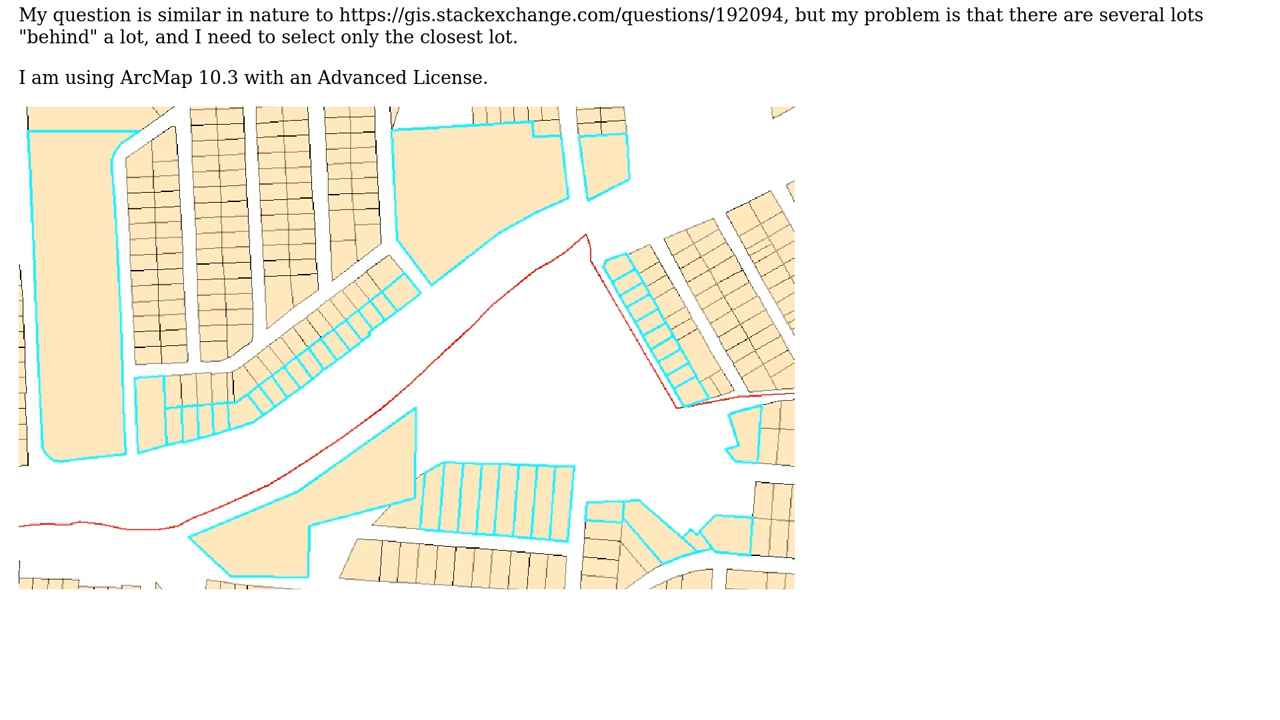 My question is similar in nature to https://gis.stackexchange.com/questions/192094, but my problem is that there are several lots
"behind" a lot, and I need to select only the closest lot.
I am using ArcMap 10.3 with an Advanced License.